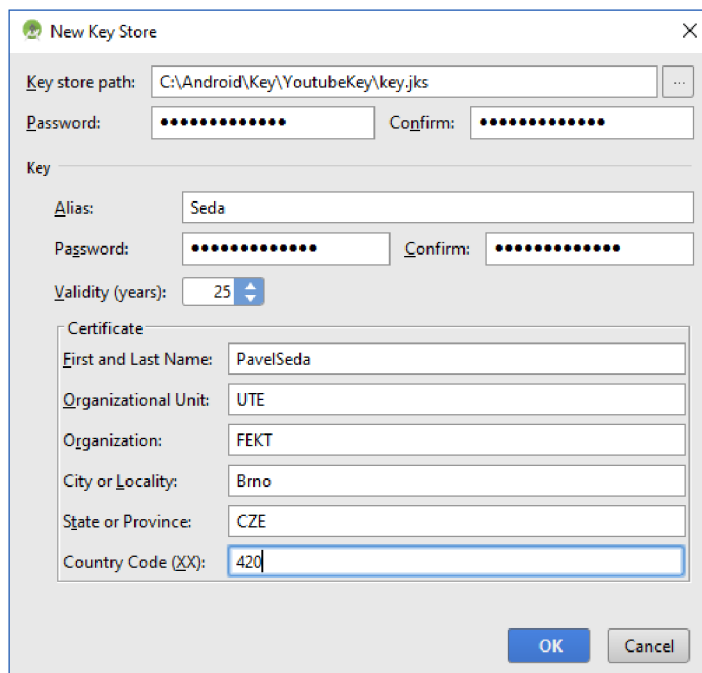 New Key Store
Key store path: C:\Android\Key\YoutubeKey\key.jks ...
Password: ••••••••••••• Confirm: •••••••••••••
Key
Alias: Seda
Password: ••••••••••••• Confirm: •••••••••••••
Validity (years): 25
Certificate
First and Last Name: PavelSeda
Organizational Unit: UTE
Organization: FEKT
City or Locality: Brno
State or Province: CZE
Country Code (XX): 420
OK Cancel